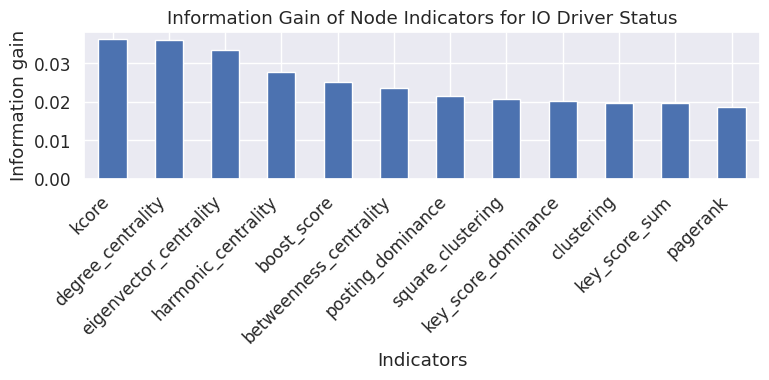 Information Gain of Node Indicators for IO Driver Status
Information gain
0.03
0.02
0.01
0.00
kcore
degree_centrality
eigenvector_centrality
harmonic_centrality
boost_score
betweenness_centrality
posting_dominance
square_clustering
key_score_dominance
clustering
key_score_sum
pagerank
Indicators